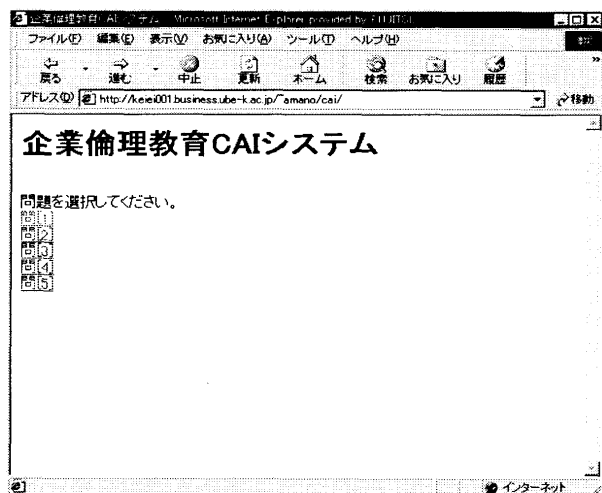 企業倫理教育CAIシステム - Microsoft Internet Explorer provided by FUJITSU
ファイル(F) 編集(E) 表示(V) お気に入り(A) ツール(T) ヘルプ(H)
戻る 進む 中止 更新 ホーム 検索 お気に入り 履歴 »
アドレス(D) http://keiei001.business.ube-k.ac.jp/~amano/cai/ 移動
企業倫理教育CAIシステム
問題を選択してください。
問1
問2
問3
問4
問5
インターネット